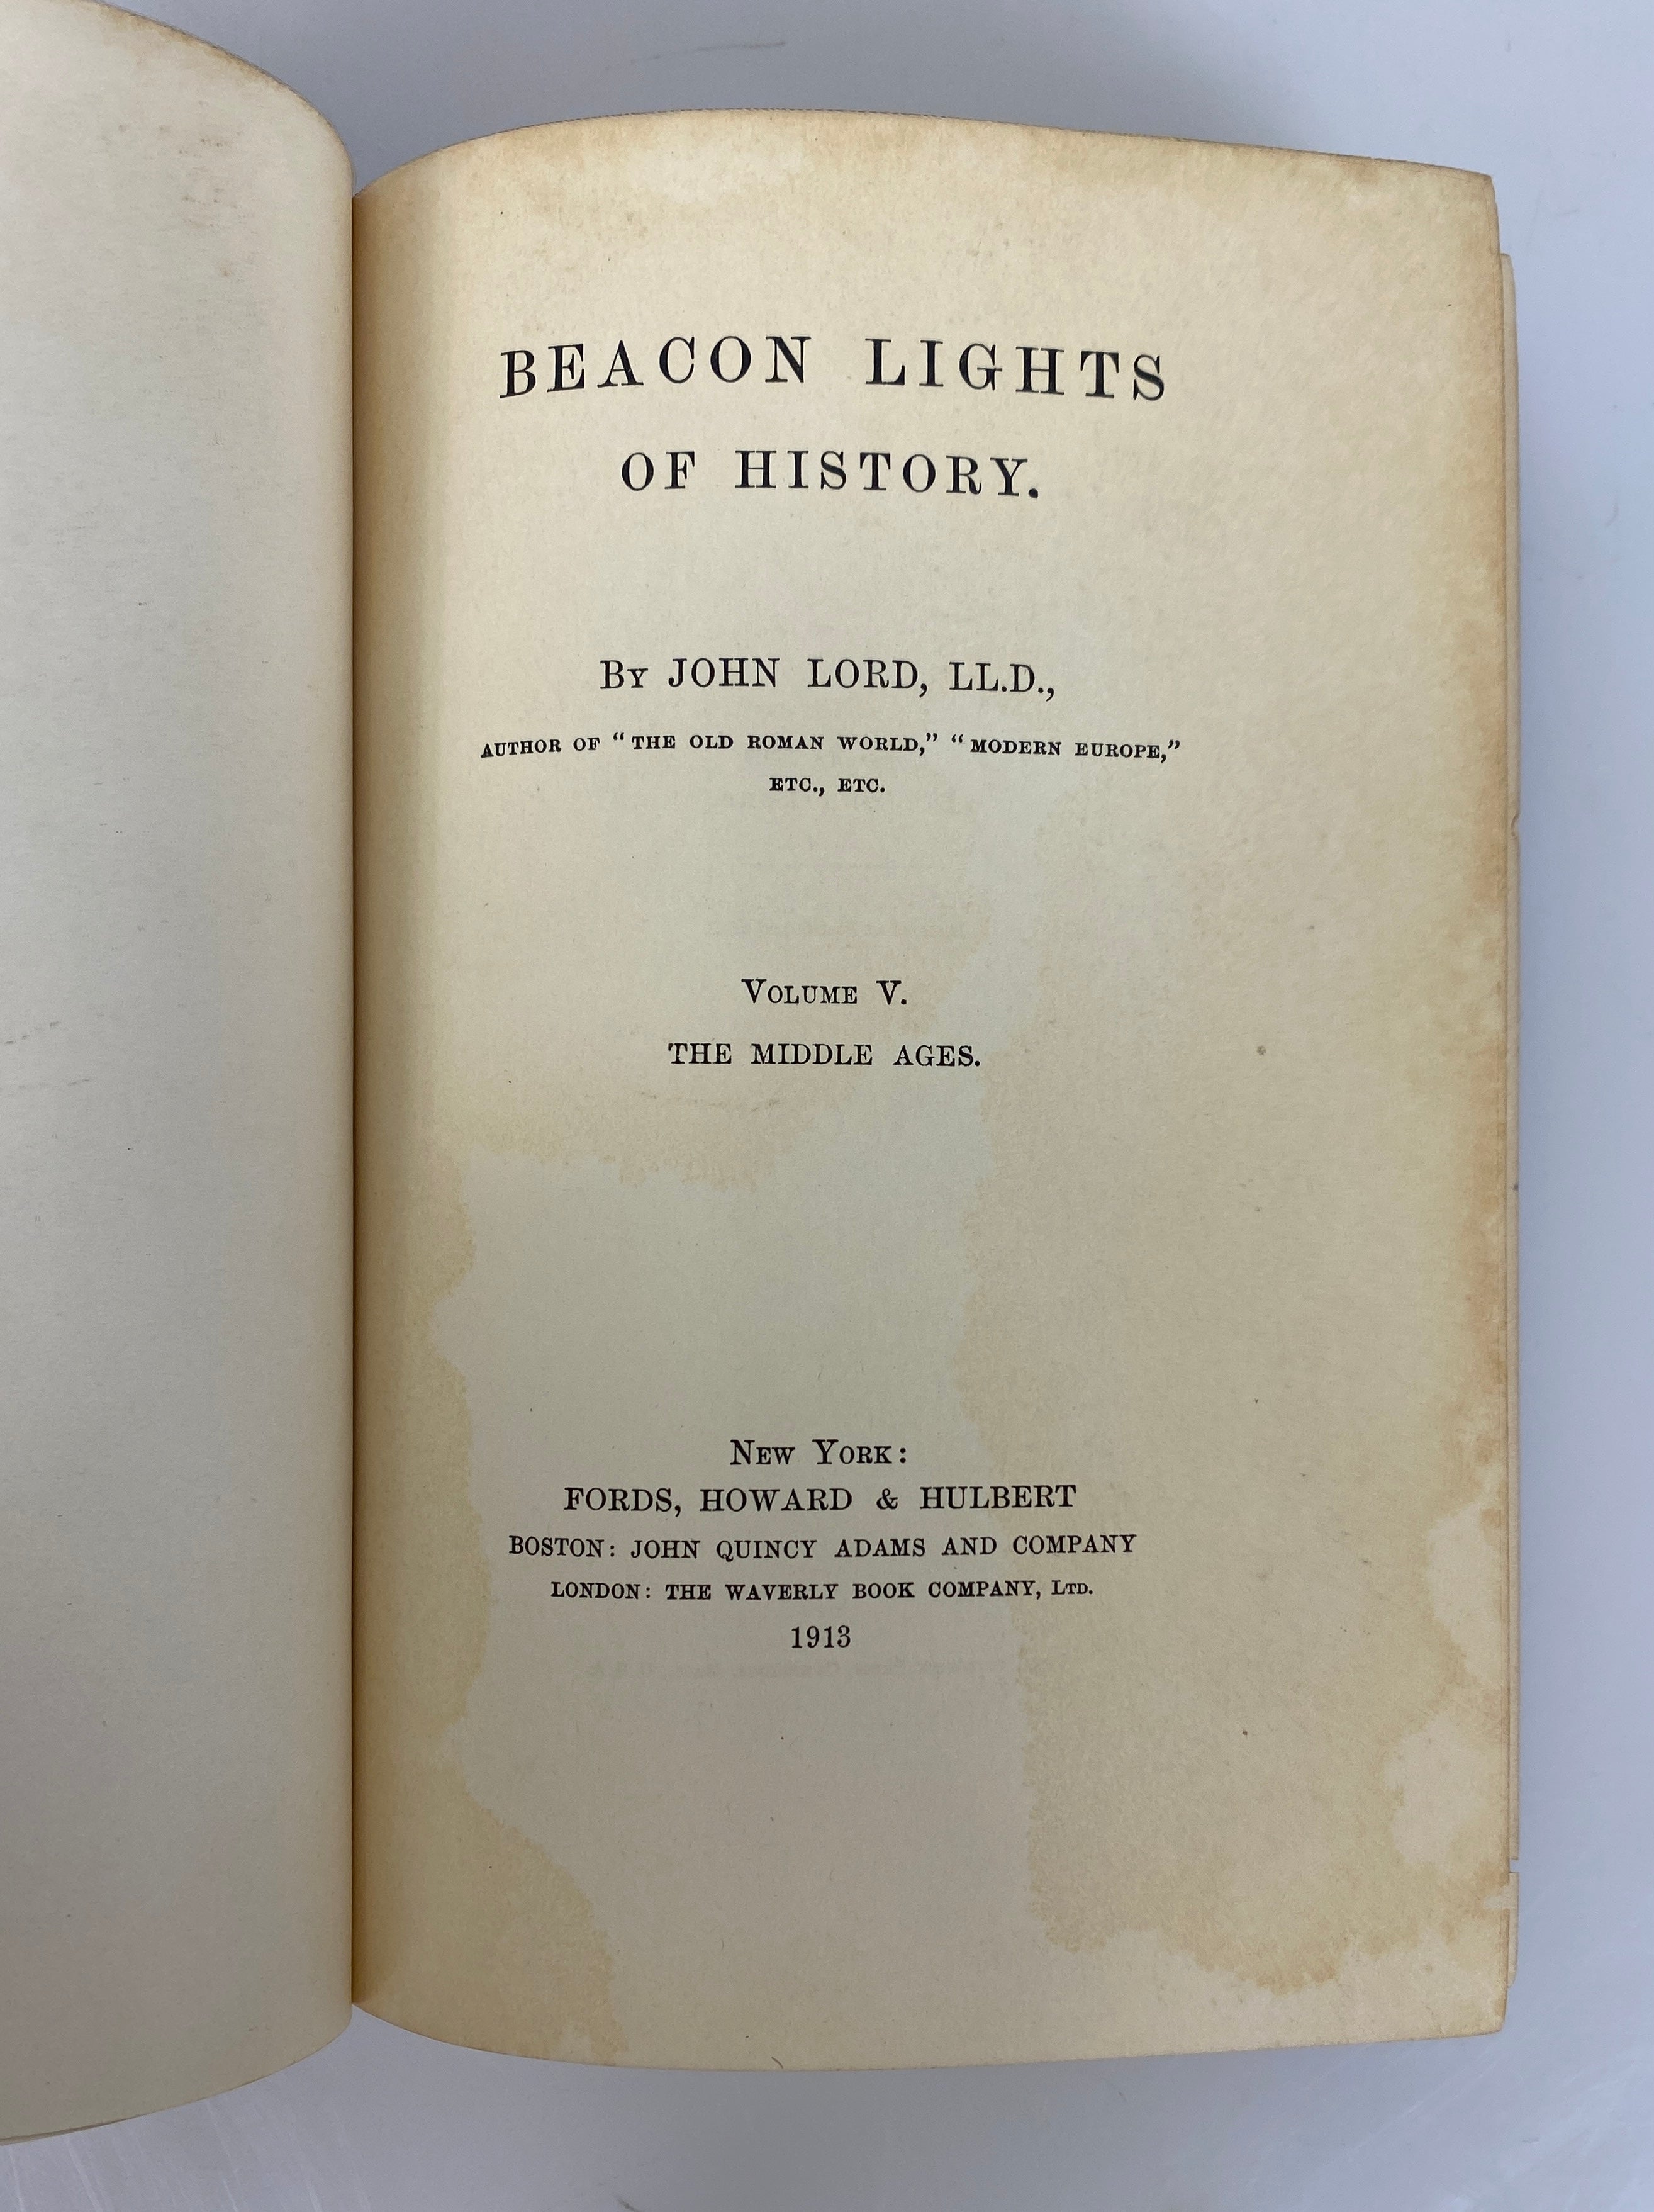 BEACON LIGHTS
OF HISTORY.
By JOHN LORD, LL.D.,
AUTHOR OF “THE OLD ROMAN WORLD,” “MODERN EUROPE,”
ETC., ETC.
VOLUME V.
THE MIDDLE AGES.
NEW YORK:
FORDS, HOWARD & HULBERT
BOSTON: JOHN QUINCY ADAMS AND COMPANY
LONDON: THE WAVERLY BOOK COMPANY, LTD.
1913